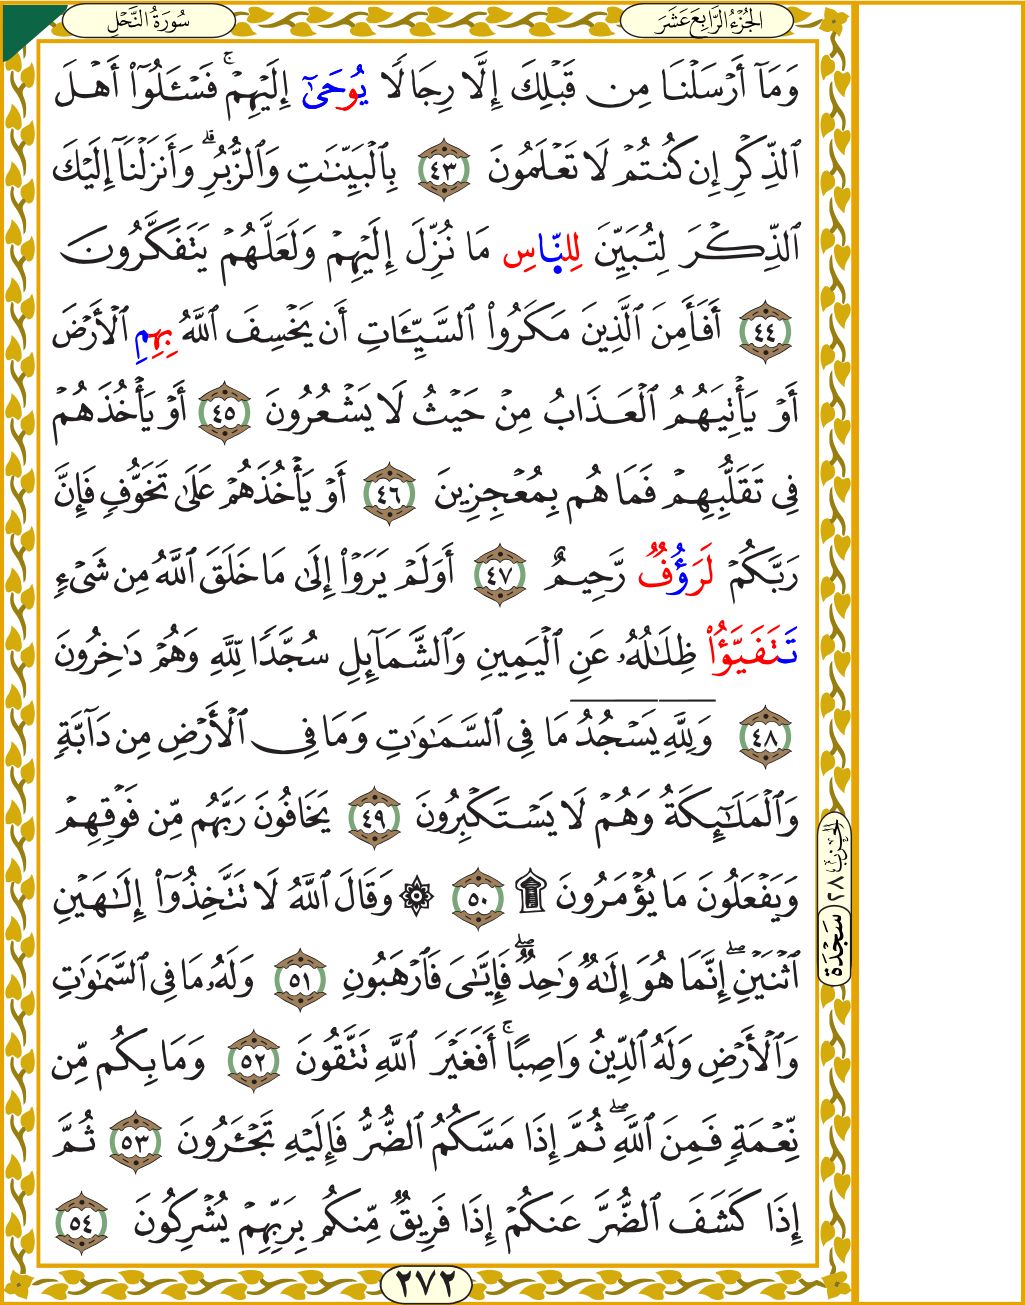 سُورَةُ النَّحْلِ
الجُزْءُ الرَّابِعَ عَشَرَ
وَمَآ أَرْسَلْنَا مِن قَبْلِكَ إِلَّا رِجَالًا يُوحَىٰٓ إِلَيْهِمْ ۚ فَسْـَٔلُوٓا۟ أَهْلَ
ٱلذِّكْرِ إِن كُنتُمْ لَا تَعْلَمُونَ ٤٣ بِٱلْبَيِّنَـٰتِ وَٱلزُّبُرِ ۗ وَأَنزَلْنَآ إِلَيْكَ
ٱلذِّكْرَ لِتُبَيِّنَ لِلنَّاسِ مَا نُزِّلَ إِلَيْهِمْ وَلَعَلَّهُمْ يَتَفَكَّرُونَ
٤٤ أَفَأَمِنَ ٱلَّذِينَ مَكَرُوا۟ ٱلسَّيِّـَٔاتِ أَن يَخْسِفَ ٱللَّهُ بِهِمِ ٱلْأَرْضَ
أَوْ يَأْتِيَهُمُ ٱلْعَذَابُ مِنْ حَيْثُ لَا يَشْعُرُونَ ٤٥ أَوْ يَأْخُذَهُمْ
فِى تَقَلُّبِهِمْ فَمَا هُم بِمُعْجِزِينَ ٤٦ أَوْ يَأْخُذَهُمْ عَلَىٰ تَخَوُّفٍ فَإِنَّ
رَبَّكُمْ لَرَؤُفٌ رَّحِيمٌ ٤٧ أَوَلَمْ يَرَوْا۟ إِلَىٰ مَا خَلَقَ ٱللَّهُ مِن شَىْءٍ
تَتَفَيَّؤُا۟ ظِلَـٰلُهُۥ عَنِ ٱلْيَمِينِ وَٱلشَّمَآئِلِ سُجَّدًا لِّلَّهِ وَهُمْ دَٰخِرُونَ
٤٨ وَلِلَّهِ يَسْجُدُ مَا فِى ٱلسَّمَـٰوَٰتِ وَمَا فِى ٱلْأَرْضِ مِن دَآبَّةٍ
وَٱلْمَلَـٰٓئِكَةُ وَهُمْ لَا يَسْتَكْبِرُونَ ٤٩ يَخَافُونَ رَبَّهُم مِّن فَوْقِهِمْ
وَيَفْعَلُونَ مَا يُؤْمَرُونَ ۩ ٥٠ ۞ وَقَالَ ٱللَّهُ لَا تَتَّخِذُوٓا۟ إِلَـٰهَيْنِ
ٱثْنَيْنِ ۖ إِنَّمَا هُوَ إِلَـٰهٌ وَٰحِدٌ ۖ فَإِيَّـٰىَ فَٱرْهَبُونِ ٥١ وَلَهُۥ مَا فِى ٱلسَّمَـٰوَٰتِ
وَٱلْأَرْضِ وَلَهُ ٱلدِّينُ وَاصِبًا ۚ أَفَغَيْرَ ٱللَّهِ تَتَّقُونَ ٥٢ وَمَا بِكُم مِّن
نِّعْمَةٍ فَمِنَ ٱللَّهِ ۖ ثُمَّ إِذَا مَسَّكُمُ ٱلضُّرُّ فَإِلَيْهِ تَجْـَٔرُونَ ٥٣ ثُمَّ
إِذَا كَشَفَ ٱلضُّرَّ عَنكُمْ إِذَا فَرِيقٌ مِّنكُم بِرَبِّهِمْ يُشْرِكُونَ ٥٤
الحزب ٢٨
سَجْدَة
٢٧٢